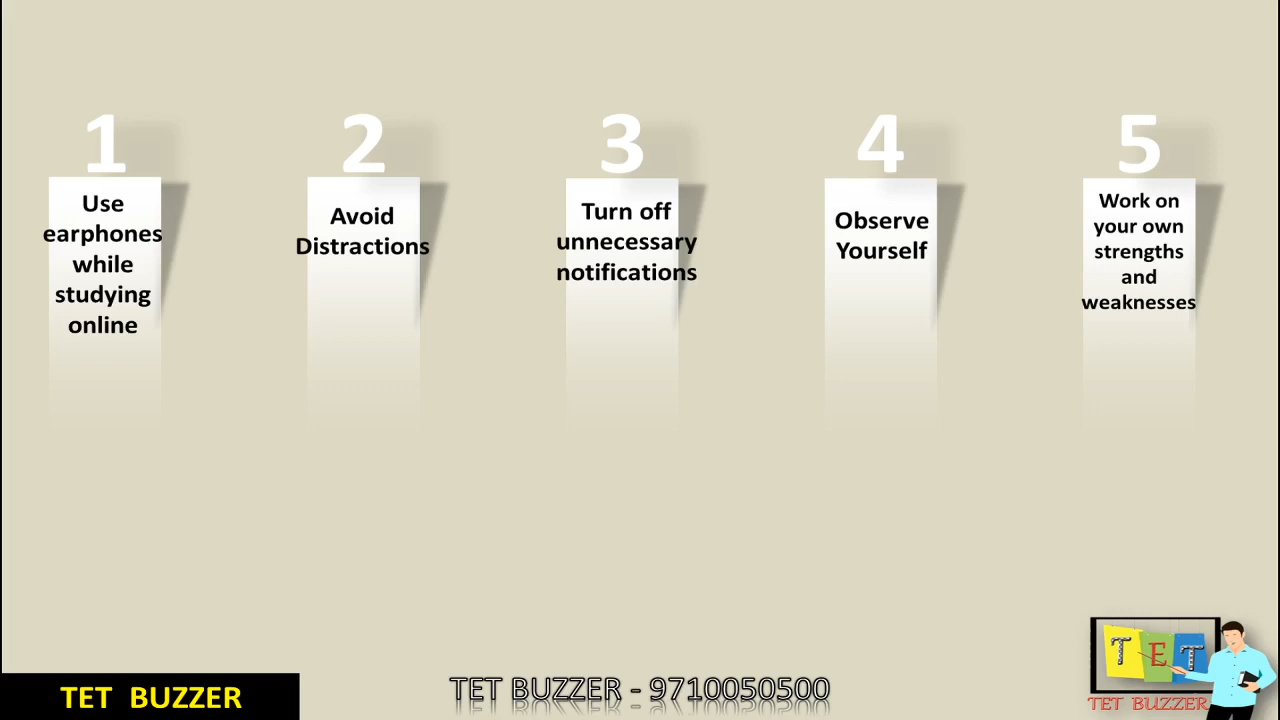 1
Use
earphones
while
studying
online
2
Avoid
Distractions
3
Turn off
unnecessary
notifications
4
Observe
Yourself
5
Work on
your own
strengths
and
weaknesses
TET BUZZER
TET BUZZER - 9710050500
TET
TET BUZZER